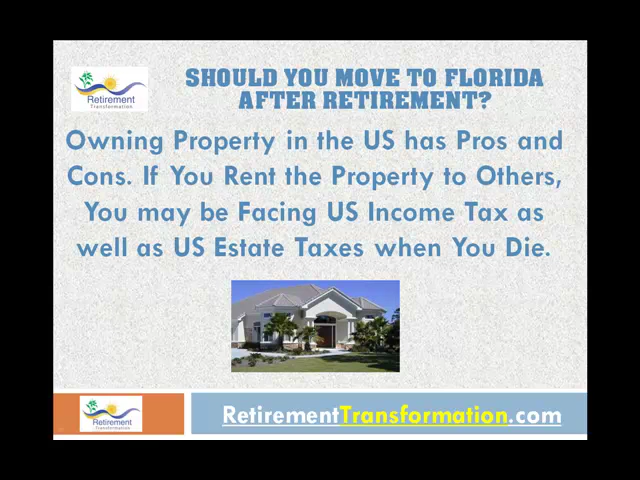 SHOULD YOU MOVE TO FLORIDA
AFTER RETIREMENT?
Retirement
Transformation
Owning Property in the US has Pros and
Cons. If You Rent the Property to Others,
You may be Facing US Income Tax as
well as US Estate Taxes when You Die.
Retirement
Transformation
RetirementTransformation.com